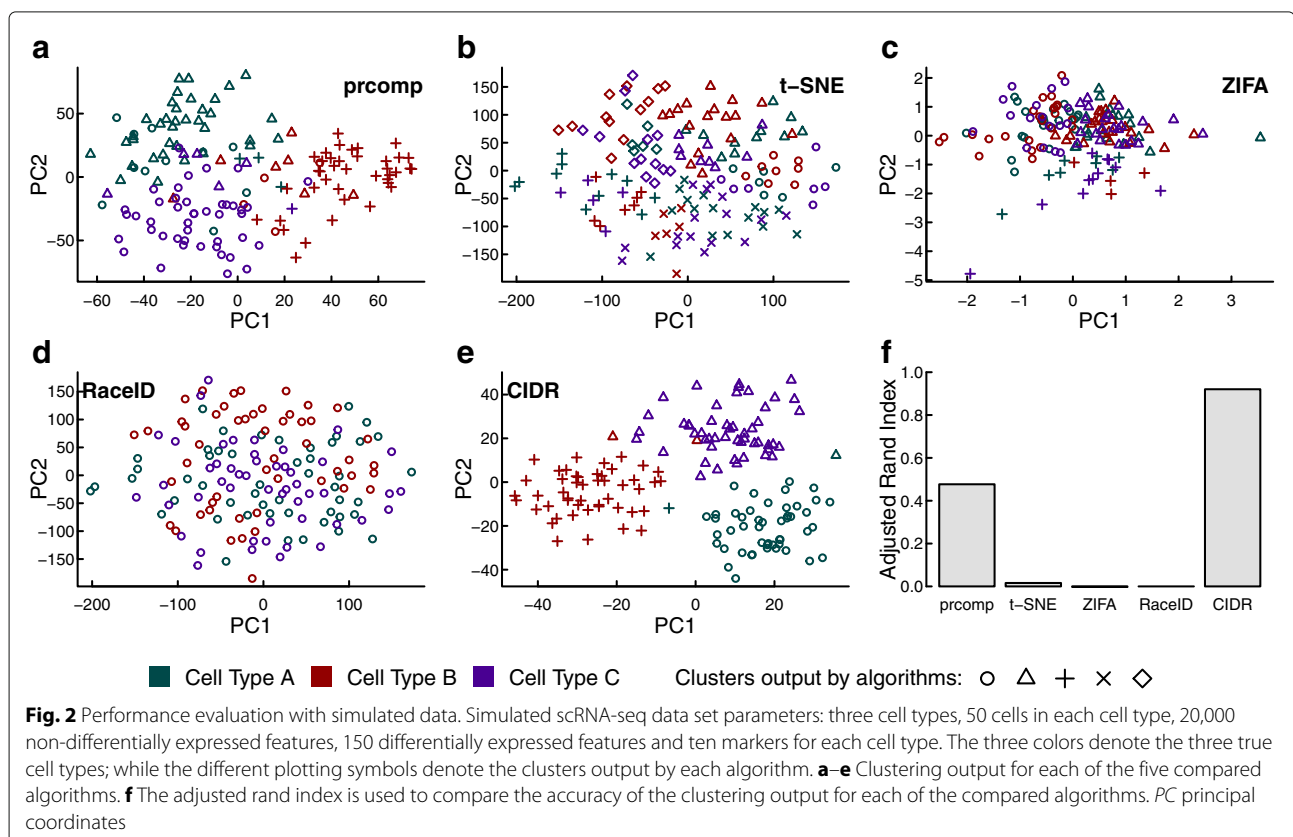 a
prcomp
50
0
−50
PC2
−60
−40
−20
0
20
40
60
PC1
b
t−SNE
150
100
50
0
−50
−100
−150
PC2
−200
−100
0
100
PC1
c
ZIFA
2
1
0
−1
−2
−3
−4
−5
PC2
−2
−1
0
1
2
3
PC1
d
RaceID
150
100
50
0
−50
−100
−150
PC2
−200
−100
0
100
PC1
e
CIDR
40
20
0
−20
−40
PC2
−40
−20
0
20
PC1
f
1.0
0.8
0.6
0.4
0.2
0.0
Adjusted Rand Index
prcomp
t−SNE
ZIFA
RaceID
CIDR
Cell Type A Cell Type B Cell Type C Clusters output by algorithms:
Fig. 2 Performance evaluation with simulated data. Simulated scRNA-seq data set parameters: three cell types, 50 cells in each cell type, 20,000
non-differentially expressed features, 150 differentially expressed features and ten markers for each cell type. The three colors denote the three true
cell types; while the different plotting symbols denote the clusters output by each algorithm. a–e Clustering output for each of the five compared
algorithms. f The adjusted rand index is used to compare the accuracy of the clustering output for each of the compared algorithms. PC principal
coordinates